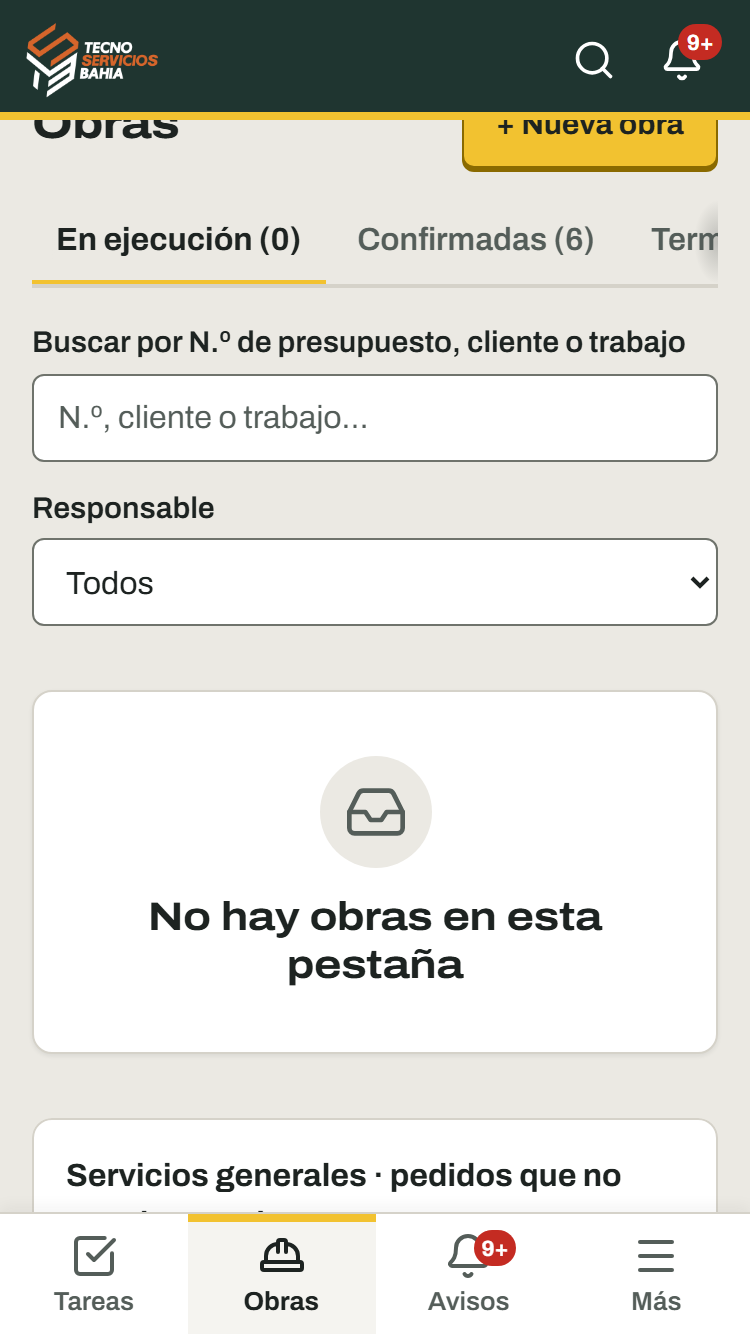 TECNO
SERVICIOS
BAHIA
9+
Obras
+ Nueva obra
En ejecución (0)
Confirmadas (6)
Term
Buscar por N.º de presupuesto, cliente o trabajo
N.º, cliente o trabajo...
Responsable
Todos
No hay obras en esta
pestaña
Servicios generales · pedidos que no
Tareas
Obras
9+
Avisos
Más